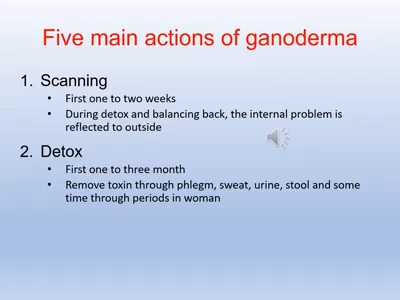 Five main actions of ganoderma
1. Scanning
• First one to two weeks
• During detox and balancing back, the internal problem is
reflected to outside
2. Detox
• First one to three month
• Remove toxin through phlegm, sweat, urine, stool and some
time through periods in woman